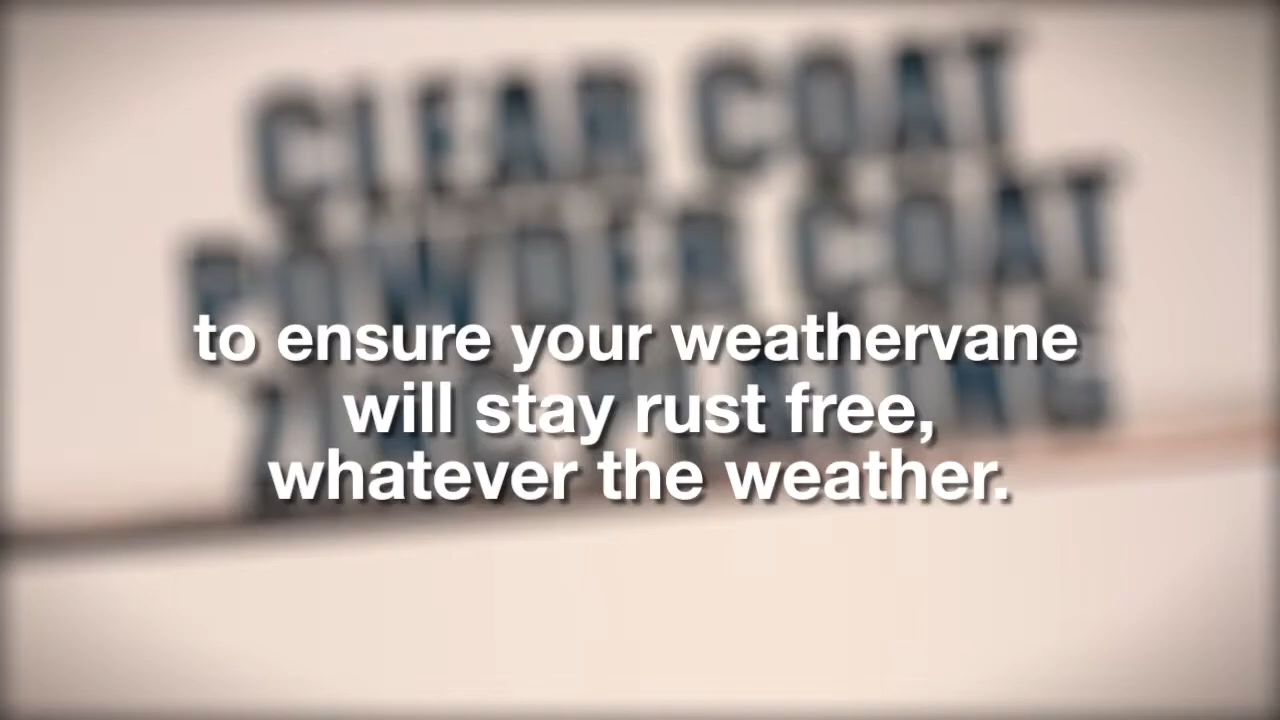 CLEAR COAT
POWDER COAT
to ensure your weathervane
will stay rust free,
whatever the weather.